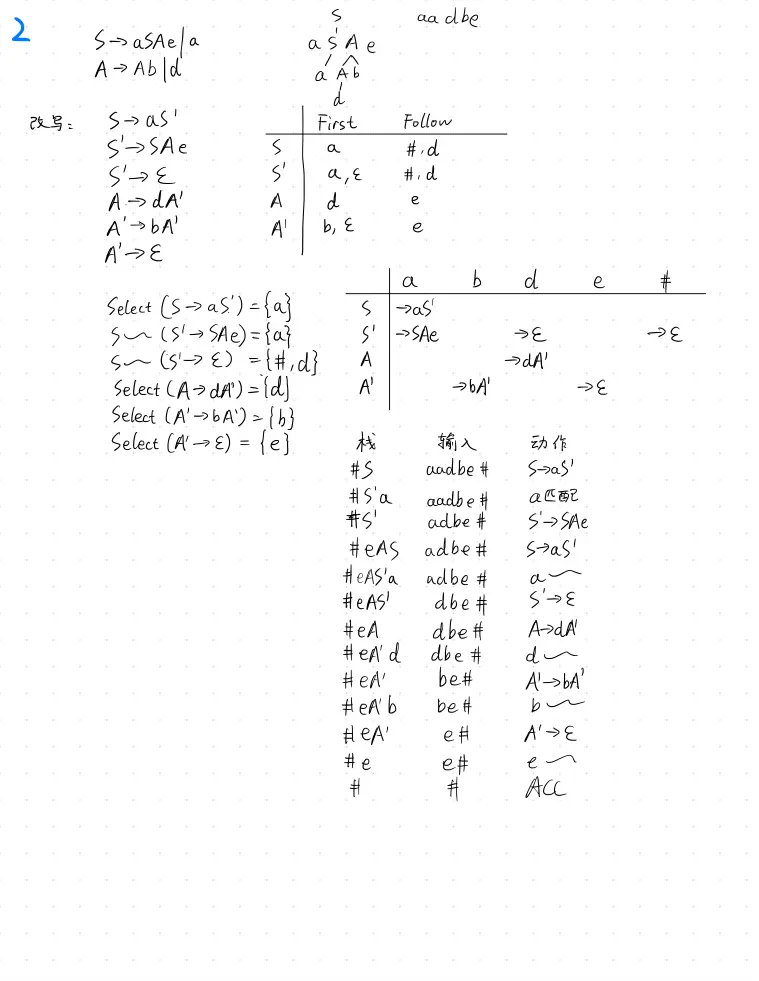 2
S→aSAe|a
A→Ab|d
S
a S' A e
a A b
d
aadbe
改写:
S→aS'
S'→SAe
S'→ε
A→dA'
A'→bA'
A'→ε
First Follow
S a #,d
S' a,ε #,d
A d e
A' b,ε e
Select (S→aS')={a}
S (S'→SAe)={a}
S (S'→ε) ={#,d}
Select (A→dA')={d}
Select (A'→bA')={b}
Select (A'→ε) = {e}
a b d e #
S →aS'
S' →SAe →ε →ε
A →dA'
A' →bA' →ε
栈 输入 动作
#S aadbe# S→aS'
#S'a aadbe# a匹配
#S' adbe# S'→SAe
#eAS adbe# S→aS'
#eAS'a adbe# a
#eAS' dbe# S'→ε
#eA dbe# A→dA'
#eA'd dbe# d
#eA' be# A'→bA'
#eA'b be# b
#eA' e# A'→ε
#e e# e
# # ACC